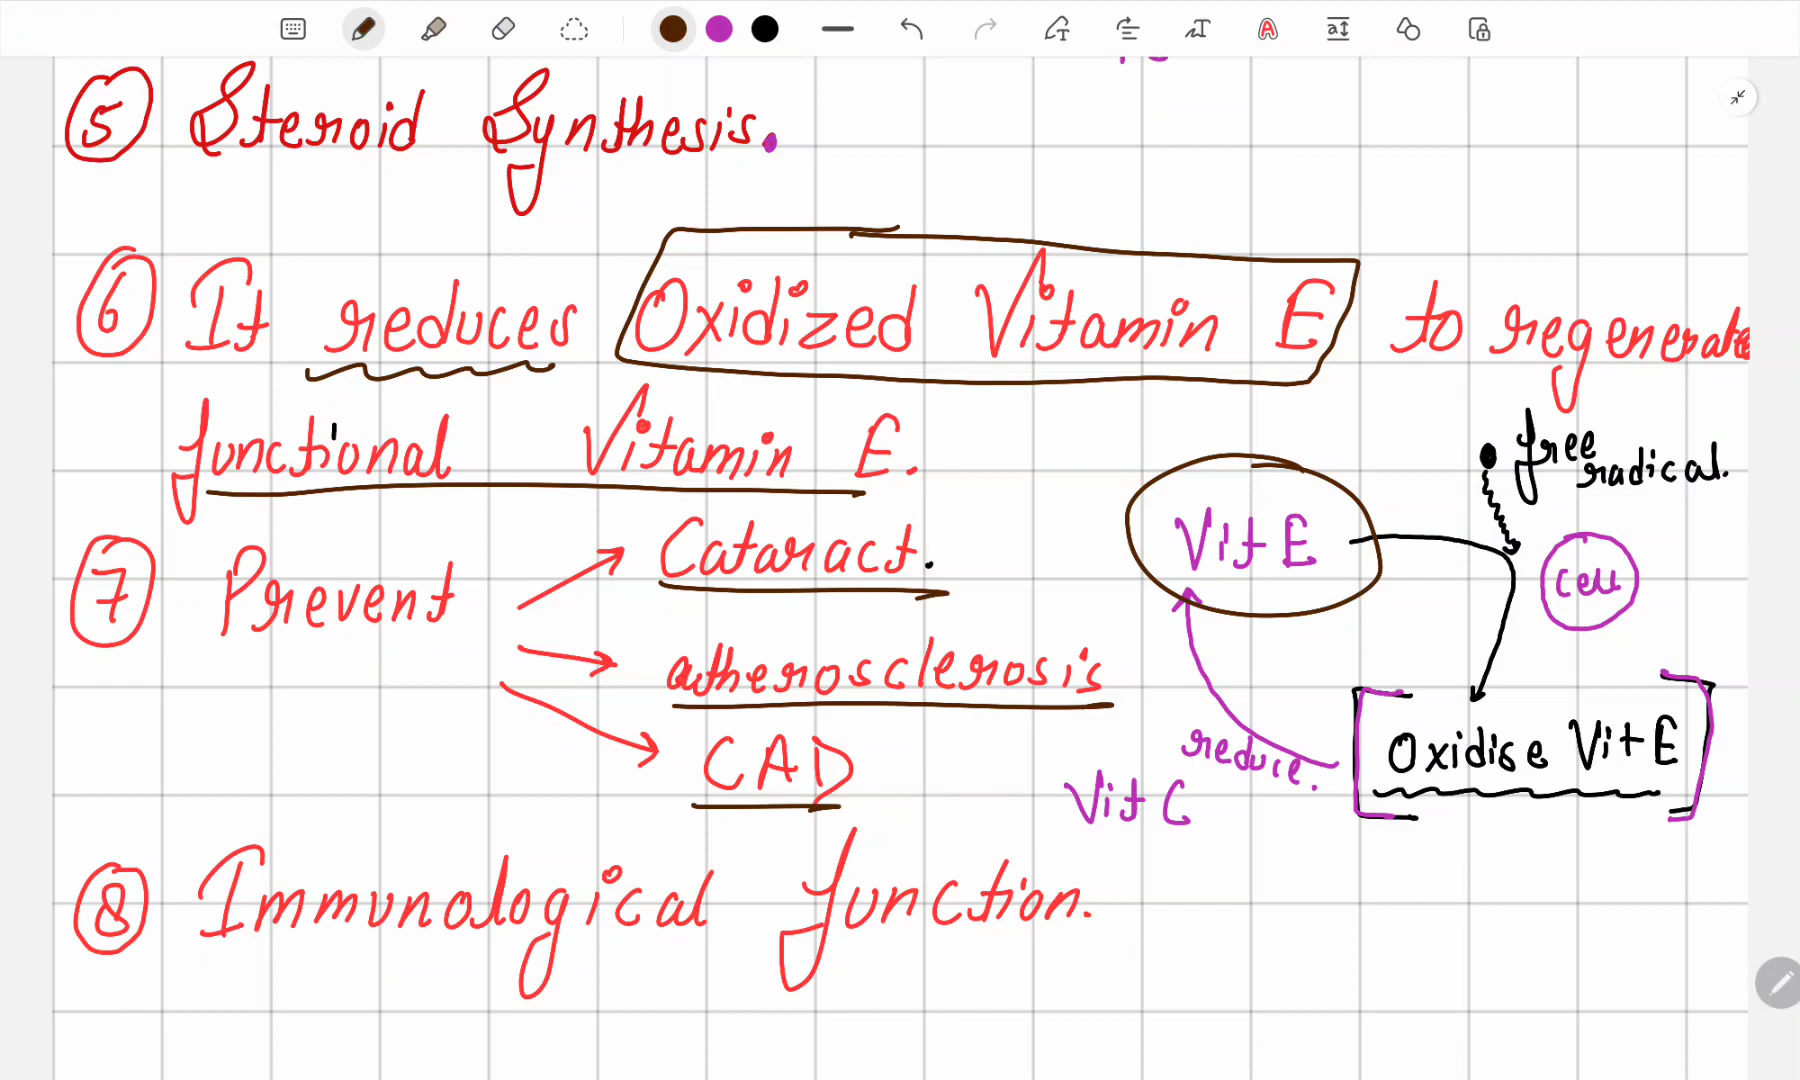 5 Steroid Synthesis.
6 It reduces Oxidized Vitamin E to regenerate
functional Vitamin E.
free radical.
Vit E
cell
7 Prevent
Cataract.
atherosclerosis
CAD
reduce.
Vit C
Oxidise Vit E
8 Immunological function.